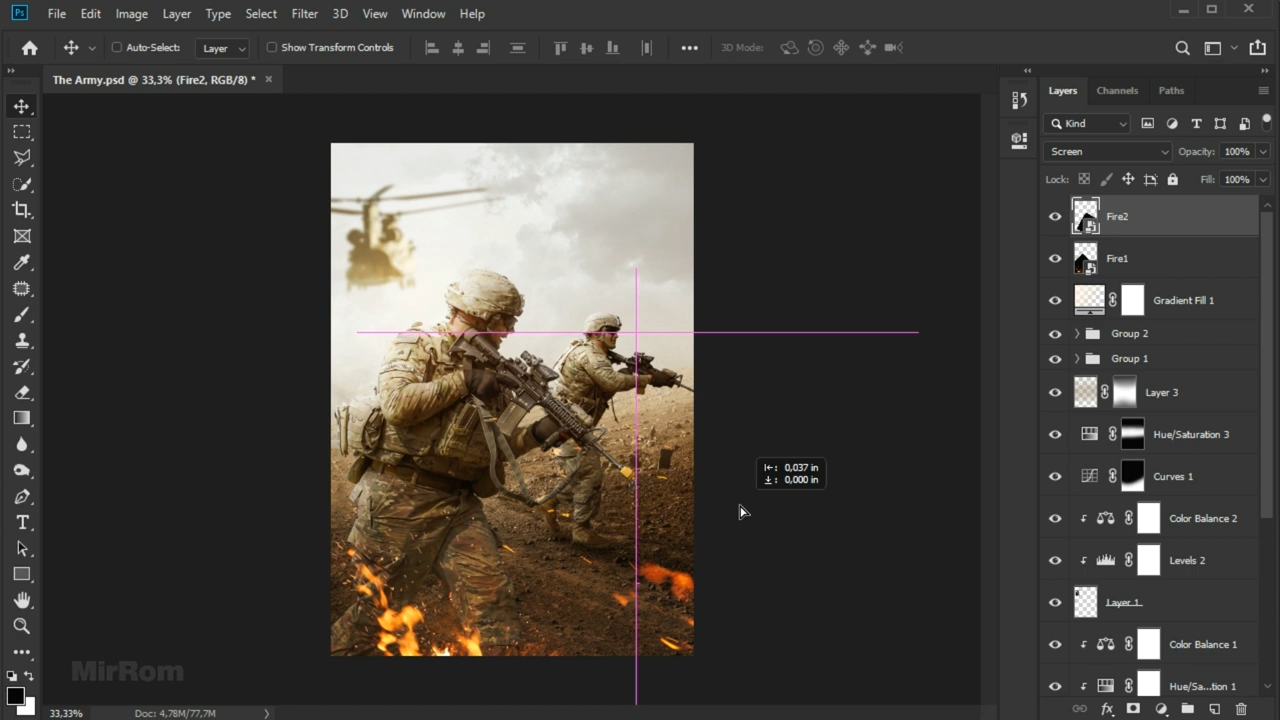 Ps File Edit Image Layer Type Select Filter 3D View Window Help
Auto-Select: Layer Show Transform Controls 3D Mode:
The Army.psd @ 33,3% (Fire2, RGB/8) *
Layers Channels Paths
Kind
Screen Opacity: 100%
Lock: Fill: 100%
Fire2
Fire1
Gradient Fill 1
Group 2
Group 1
Layer 3
Hue/Saturation 3
Curves 1
Color Balance 2
Levels 2
Layer 1
Color Balance 1
Hue/Sa...tion 1
0,037 in
0,000 in
MirRom
33,33% Doc: 4,78M/77,7M